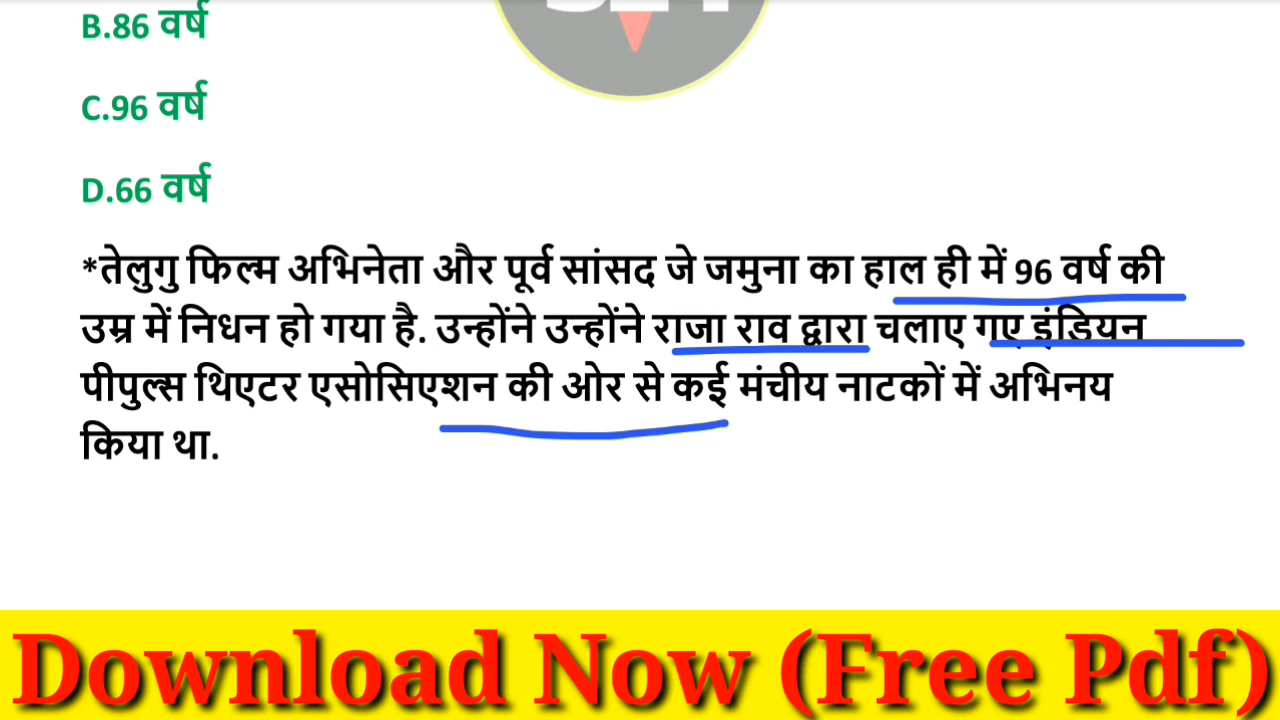 B.86 वर्ष
C.96 वर्ष
D.66 वर्ष
*तेलुगु फिल्म अभिनेता और पूर्व सांसद जे जमुना का हाल ही में 96 वर्ष की
उम्र में निधन हो गया है. उन्होंने उन्होंने राजा राव द्वारा चलाए गए इंडियन
पीपुल्स थिएटर एसोसिएशन की ओर से कई मंचीय नाटकों में अभिनय
किया था.
Download Now (Free Pdf)